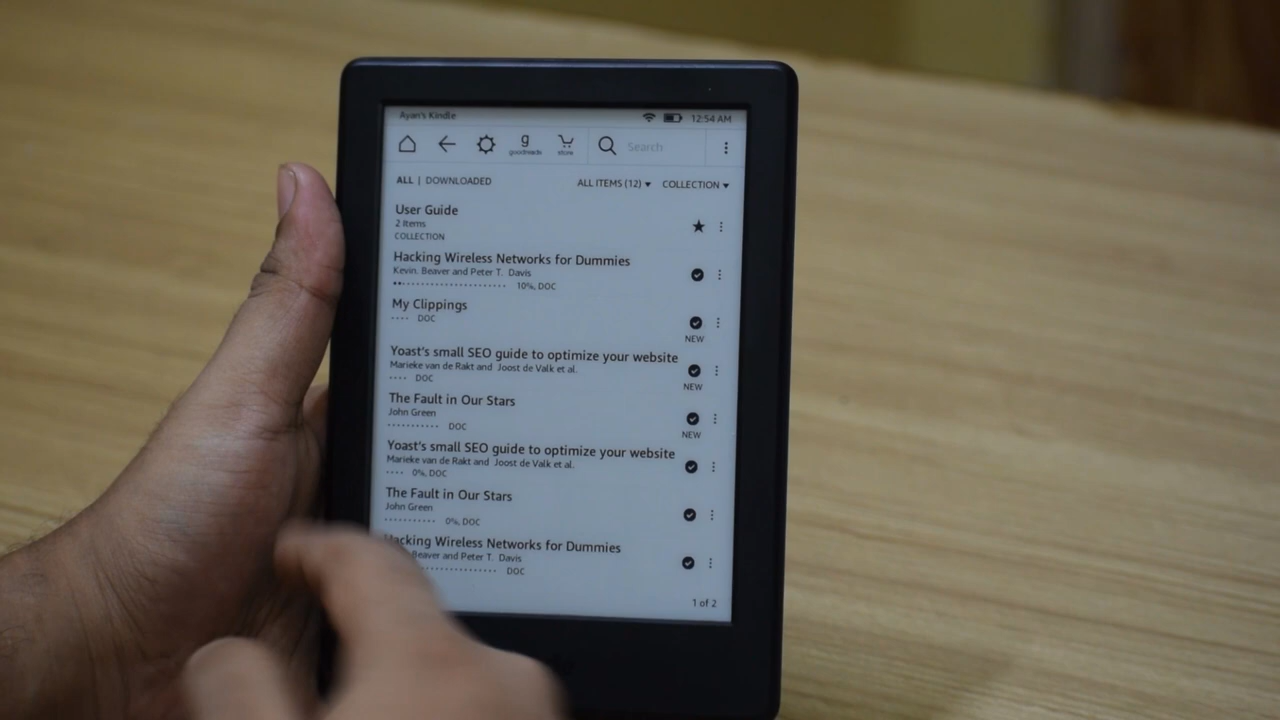 Ayan's Kindle 12:54 AM
goodreads store Search
ALL | DOWNLOADED ALL ITEMS (12) COLLECTION
User Guide
2 Items
COLLECTION
Hacking Wireless Networks for Dummies
Kevin. Beaver and Peter T. Davis
10%, DOC
My Clippings
DOC
NEW
Yoast's small SEO guide to optimize your website
Marieke van de Rakt and Joost de Valk et al.
DOC
NEW
The Fault in Our Stars
John Green
DOC
NEW
Yoast's small SEO guide to optimize your website
Marieke van de Rakt and Joost de Valk et al.
0%, DOC
The Fault in Our Stars
John Green
0%, DOC
Hacking Wireless Networks for Dummies
Beaver and Peter T. Davis
DOC
1 of 2